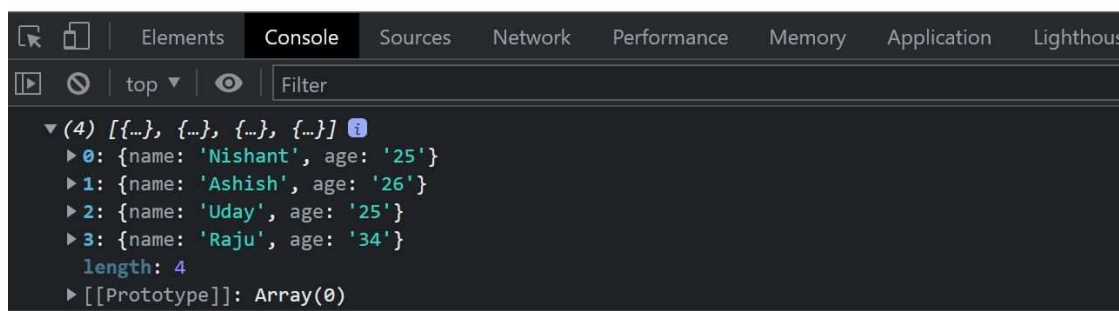 Elements Console Sources Network Performance Memory Application Lighthous
top ▼ Filter
▼ (4) [{…}, {…}, {…}, {…}] i
▶ 0: {name: 'Nishant', age: '25'}
▶ 1: {name: 'Ashish', age: '26'}
▶ 2: {name: 'Uday', age: '25'}
▶ 3: {name: 'Raju', age: '34'}
length: 4
▶ [[Prototype]]: Array(0)